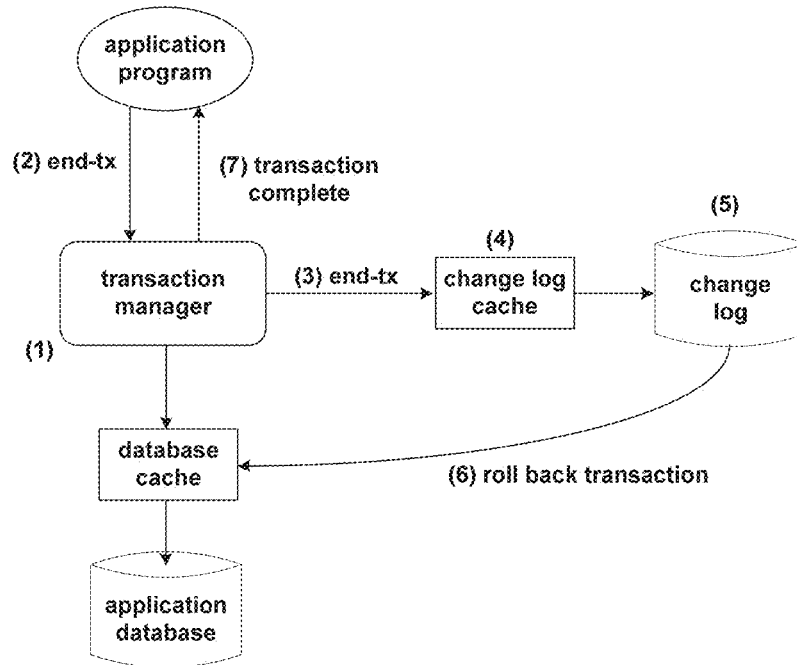 application
program
(2) end-tx
(7) transaction
complete
(5)
(4)
transaction
manager
(3) end-tx
change log
cache
change
log
(1)
database
cache
(6) roll back transaction
application
database